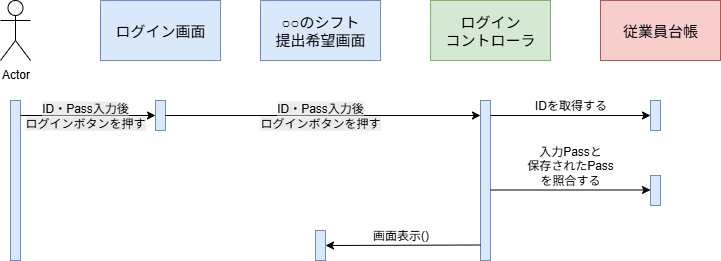 Actor
ログイン画面
○○のシフト
提出希望画面
ログイン
コントローラ
従業員台帳
ID・Pass入力後
ログインボタンを押す
ID・Pass入力後
ログインボタンを押す
IDを取得する
入力Passと
保存されたPass
を照合する
画面表示()